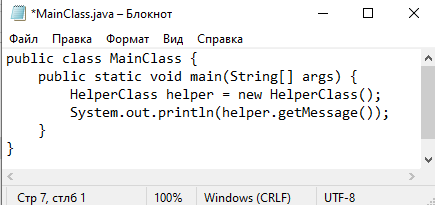 *MainClass.java – Блокнот
Файл Правка Формат Вид Справка
public class MainClass {
    public static void main(String[] args) {
        HelperClass helper = new HelperClass();
        System.out.println(helper.getMessage());
    }
}
Стр 7, стлб 1 100% Windows (CRLF) UTF-8